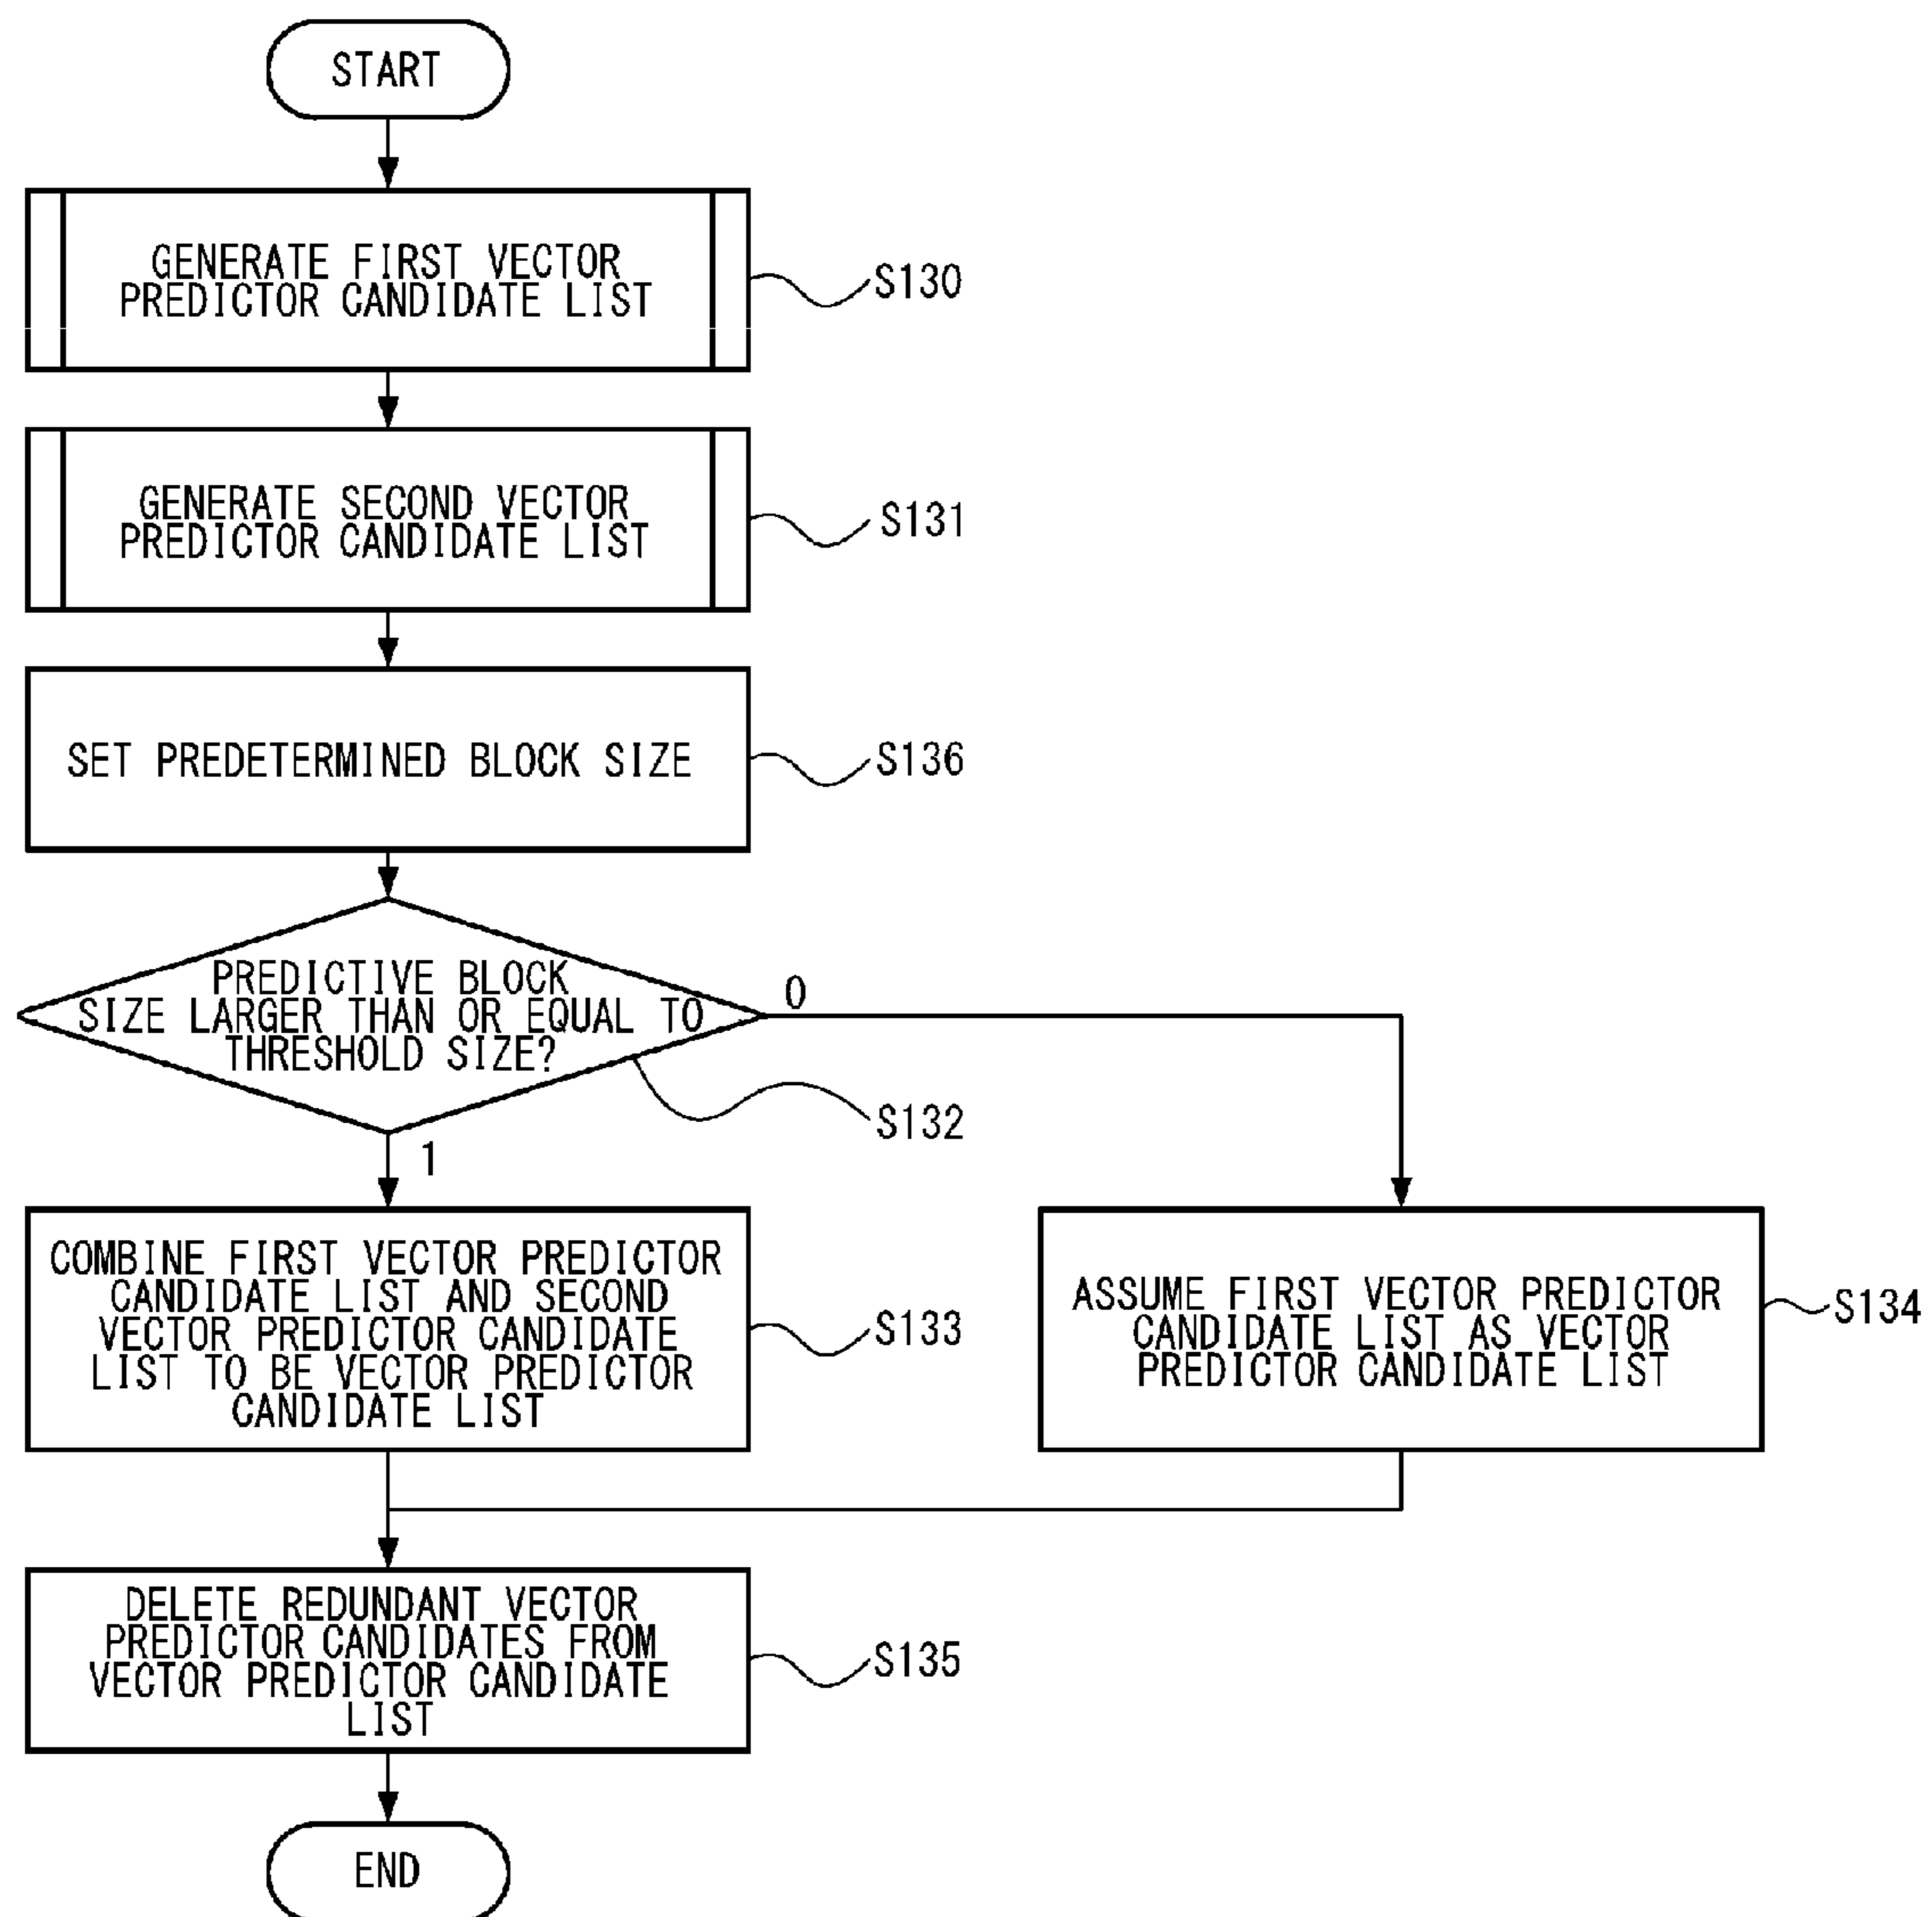 START
GENERATE FIRST VECTOR
PREDICTOR CANDIDATE LIST
S130
GENERATE SECOND VECTOR
PREDICTOR CANDIDATE LIST
S131
SET PREDETERMINED BLOCK SIZE
S136
PREDICTIVE BLOCK
SIZE LARGER THAN OR EQUAL TO
THRESHOLD SIZE?
0
S132
1
COMBINE FIRST VECTOR PREDICTOR
CANDIDATE LIST AND SECOND
VECTOR PREDICTOR CANDIDATE
LIST TO BE VECTOR PREDICTOR
CANDIDATE LIST
S133
ASSUME FIRST VECTOR PREDICTOR
CANDIDATE LIST AS VECTOR
PREDICTOR CANDIDATE LIST
S134
DELETE REDUNDANT VECTOR
PREDICTOR CANDIDATES FROM
VECTOR PREDICTOR CANDIDATE
LIST
S135
END